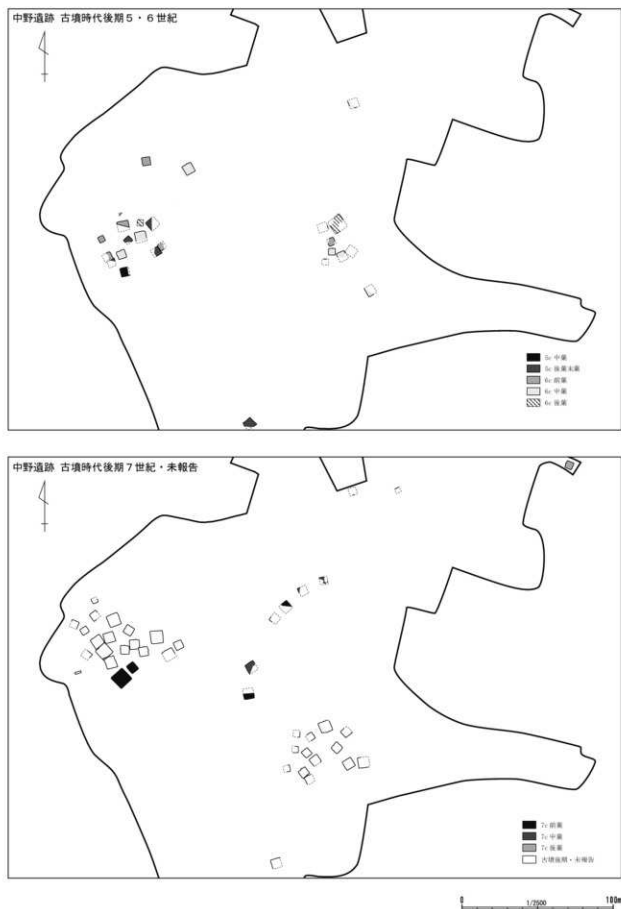 中野遺跡 古墳時代後期５・６世紀
5c 中葉
5c 後葉末葉
6c 前葉
6c 中葉
6c 後葉
中野遺跡 古墳時代後期７世紀・未報告
7c 前葉
7c 中葉
7c 後葉
古墳後期・未報告
0 1/2500 100m